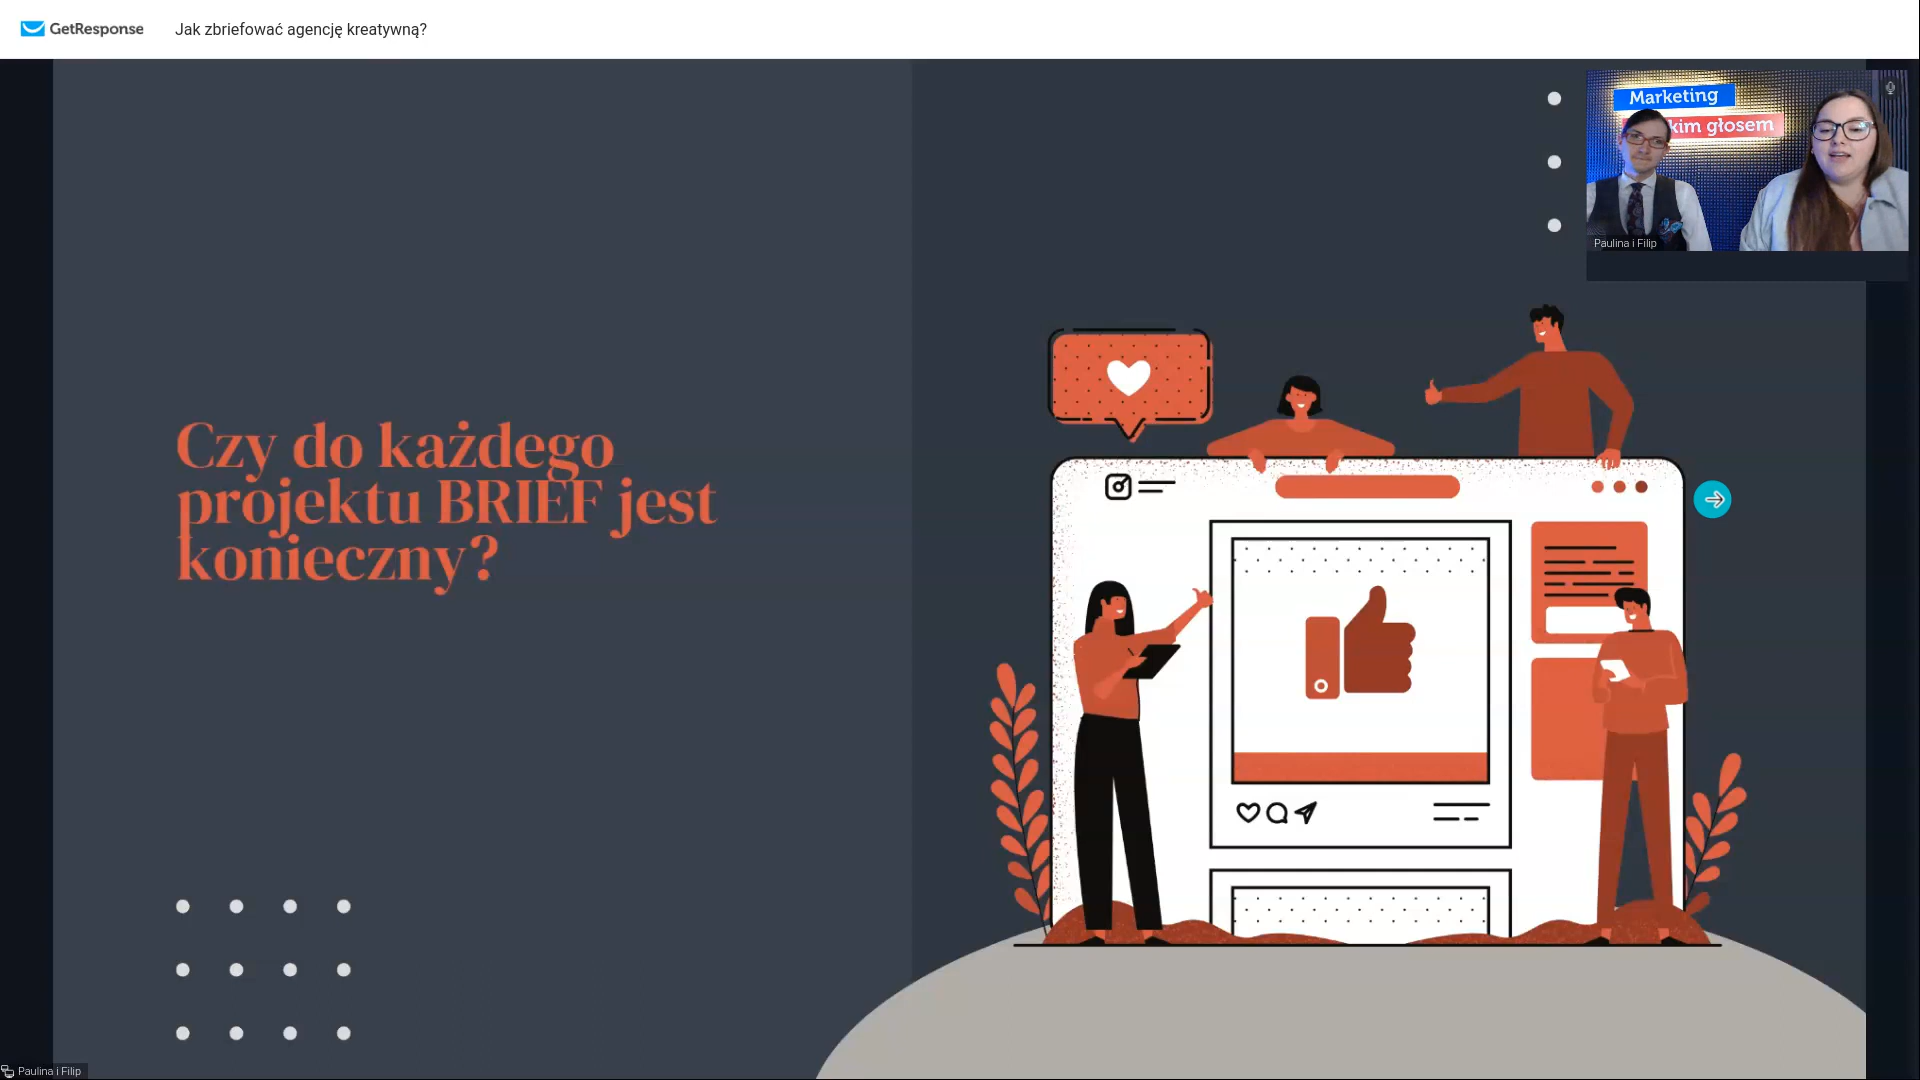 GetResponse
Jak zbriefować agencję kreatywną?
Marketing
kim głosem
Paulina i Filip
Czy do każdego
projektu BRIEF jest
konieczny?
Paulina i Filip